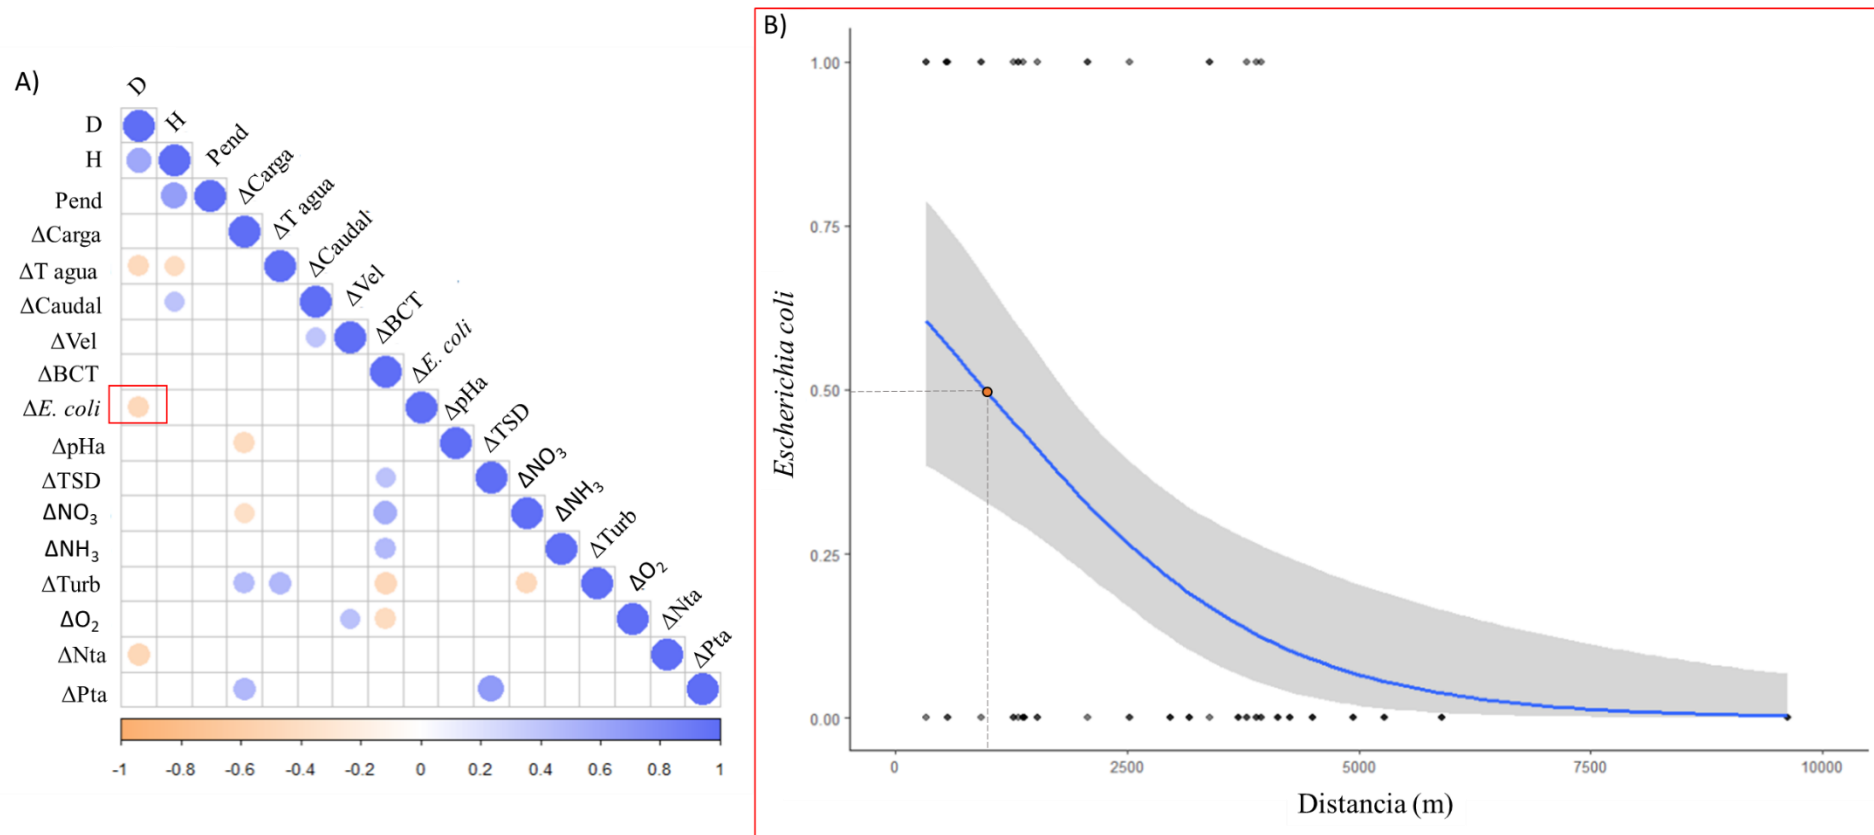 A)
D
H
Pend
ΔCarga
ΔT agua
ΔCaudal
ΔVel
ΔBCT
ΔE. coli
ΔpHa
ΔTSD
ΔNO₃
ΔNH₃
ΔTurb
ΔO₂
ΔNta
ΔPta
D
H
Pend
ΔCarga
ΔT agua
ΔCaudal
ΔVel
ΔBCT
ΔE. coli
ΔpHa
ΔTSD
ΔNO₃
ΔNH₃
ΔTurb
ΔO₂
ΔNta
ΔPta
-1 -0.8 -0.6 -0.4 -0.2 0 0.2 0.4 0.6 0.8 1
B)
1.00
0.75
0.50
0.25
0.00
Escherichia coli
0 2500 5000 7500 10000
Distancia (m)